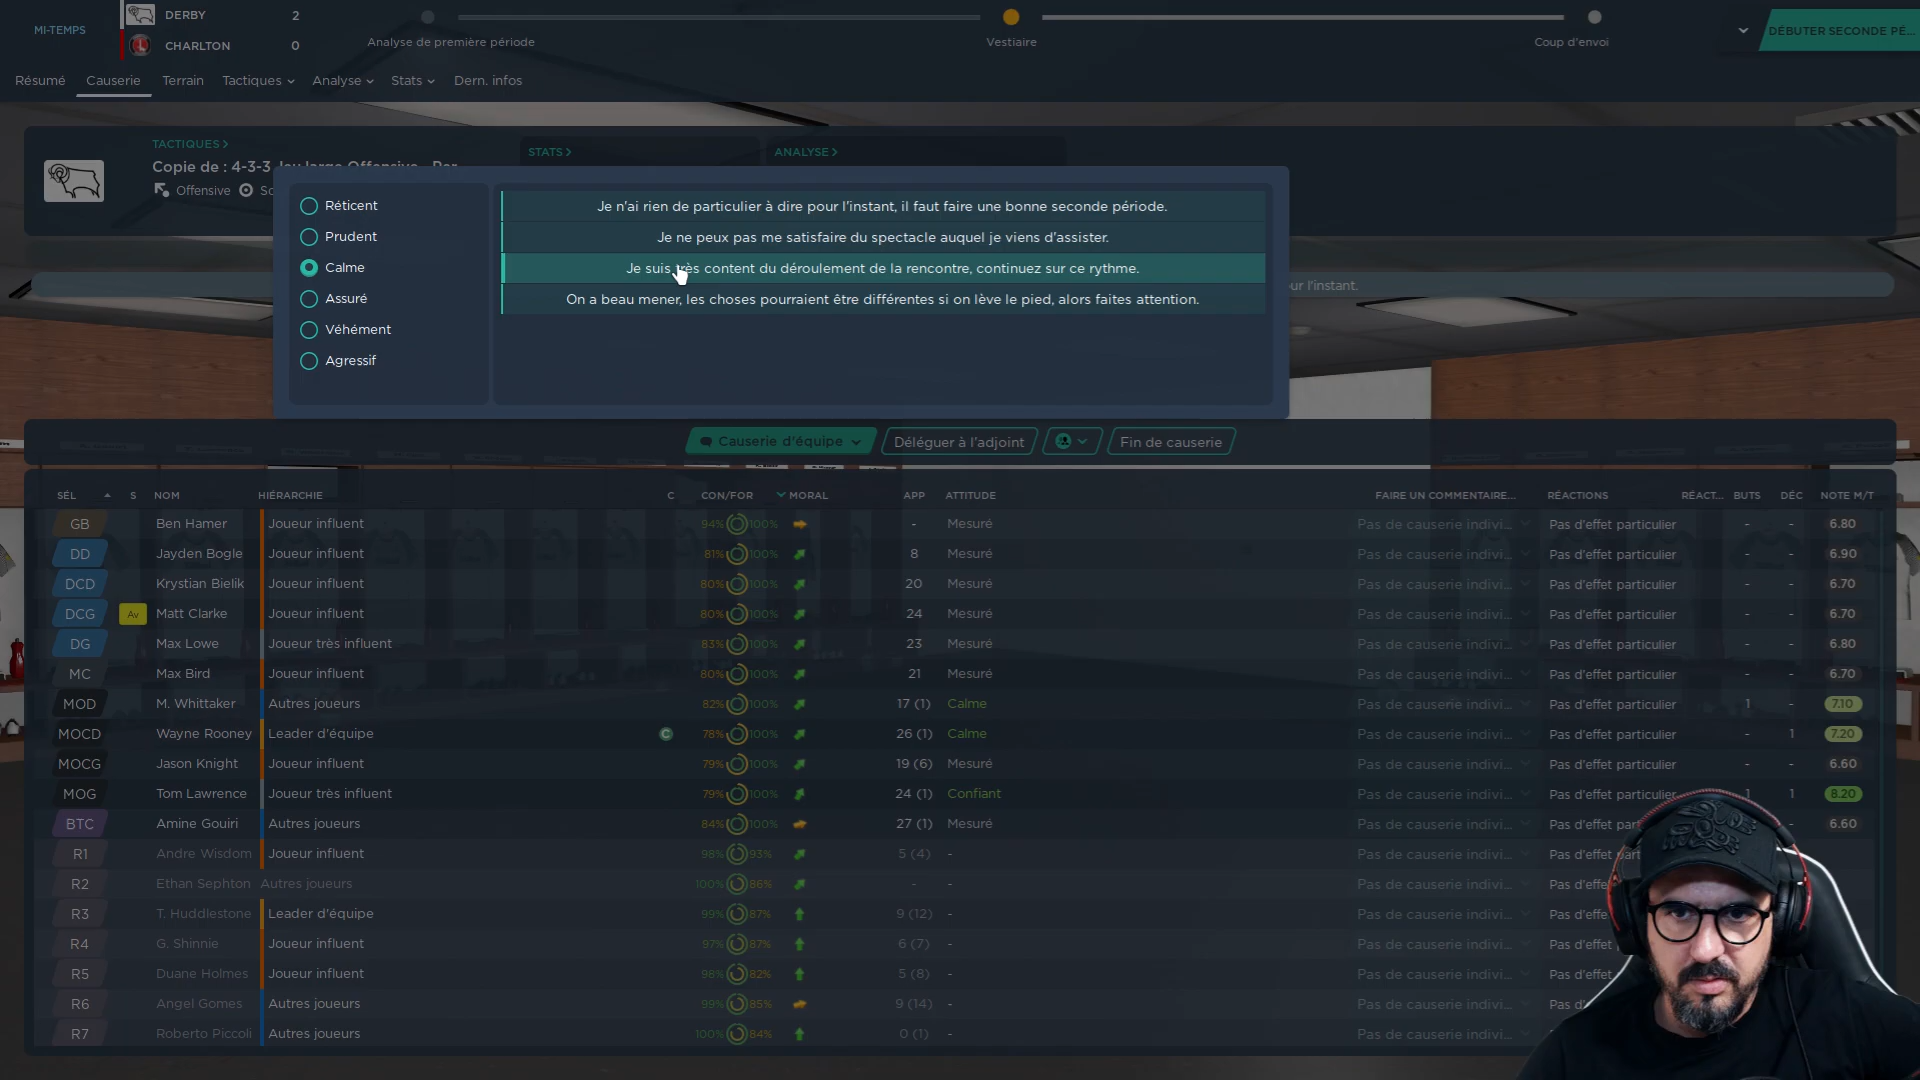 MI-TEMPS
DERBY 2
CHARLTON 0
Analyse de première période
Vestiaire
Coup d'envoi
DÉBUTER SECONDE PÉ...
Résumé Causerie Terrain Tactiques Analyse Stats Dern. infos
TACTIQUES
Copie de : 4-3-3
Offensive
STATS
ANALYSE
Réticent
Prudent
Calme
Assuré
Véhément
Agressif
Je n'ai rien de particulier à dire pour l'instant, il faut faire une bonne seconde période.
Je ne peux pas me satisfaire du spectacle auquel je viens d'assister.
Je suis très content du déroulement de la rencontre, continuez sur ce rythme.
On a beau mener, les choses pourraient être différentes si on lève le pied, alors faites attention.
l'instant.
Causerie d'équipe Déléguer à l'adjoint Fin de causerie
SÉL S NOM HIÉRARCHIE C CON/FOR MORAL APP ATTITUDE FAIRE UN COMMENTAIRE... RÉACTIONS RÉACT... BUTS DÉC NOTE M/T
GB Ben Hamer Joueur influent 94% 100% - Mesuré Pas de causerie indivi... Pas d'effet particulier - - 6.80
DD Jayden Bogle Joueur influent 81% 100% 8 Mesuré Pas de causerie indivi... Pas d'effet particulier - - 6.90
DCD Krystian Bielik Joueur influent 80% 100% 20 Mesuré Pas de causerie indivi... Pas d'effet particulier - - 6.70
DCG Av Matt Clarke Joueur influent 80% 100% 24 Mesuré Pas de causerie indivi... Pas d'effet particulier - - 6.70
DG Max Lowe Joueur très influent 83% 100% 23 Mesuré Pas de causerie indivi... Pas d'effet particulier - - 6.80
MC Max Bird Joueur influent 80% 100% 21 Mesuré Pas de causerie indivi... Pas d'effet particulier - - 6.70
MOD M. Whittaker Autres joueurs 82% 100% 17 (1) Calme Pas de causerie indivi... Pas d'effet particulier 1 - 7.10
MOCD Wayne Rooney Leader d'équipe C 78% 100% 26 (1) Calme Pas de causerie indivi... Pas d'effet particulier - 1 7.20
MOCG Jason Knight Joueur influent 79% 100% 19 (6) Mesuré Pas de causerie indivi... Pas d'effet particulier - - 6.60
MOG Tom Lawrence Joueur très influent 79% 100% 24 (1) Confiant Pas de causerie indivi... Pas d'effet particulier 1 1 8.20
BTC Amine Gouiri Autres joueurs 84% 100% 27 (1) Mesuré Pas de causerie indivi... Pas d'effet particulier - 6.60
R1 Andre Wisdom Joueur influent 98% 93% 5 (4) - Pas de causerie indivi... Pas d'effet
R2 Ethan Sephton Autres joueurs 100% 86% - - Pas de causerie indivi... Pas d'effe
R3 T. Huddlestone Leader d'équipe 99% 87% 9 (12) - Pas de causerie indivi... Pas d'effe
R4 G. Shinnie Joueur influent 97% 87% 6 (7) - Pas de causerie indivi... Pas d'effet
R5 Duane Holmes Joueur influent 98% 82% 5 (8) - Pas de causerie indivi... Pas d'effet
R6 Angel Gomes Autres joueurs 99% 85% 9 (14) - Pas de causerie indivi... Pas d'
R7 Roberto Piccoli Autres joueurs 100% 84% 0 (1) - Pas de causerie indivi...